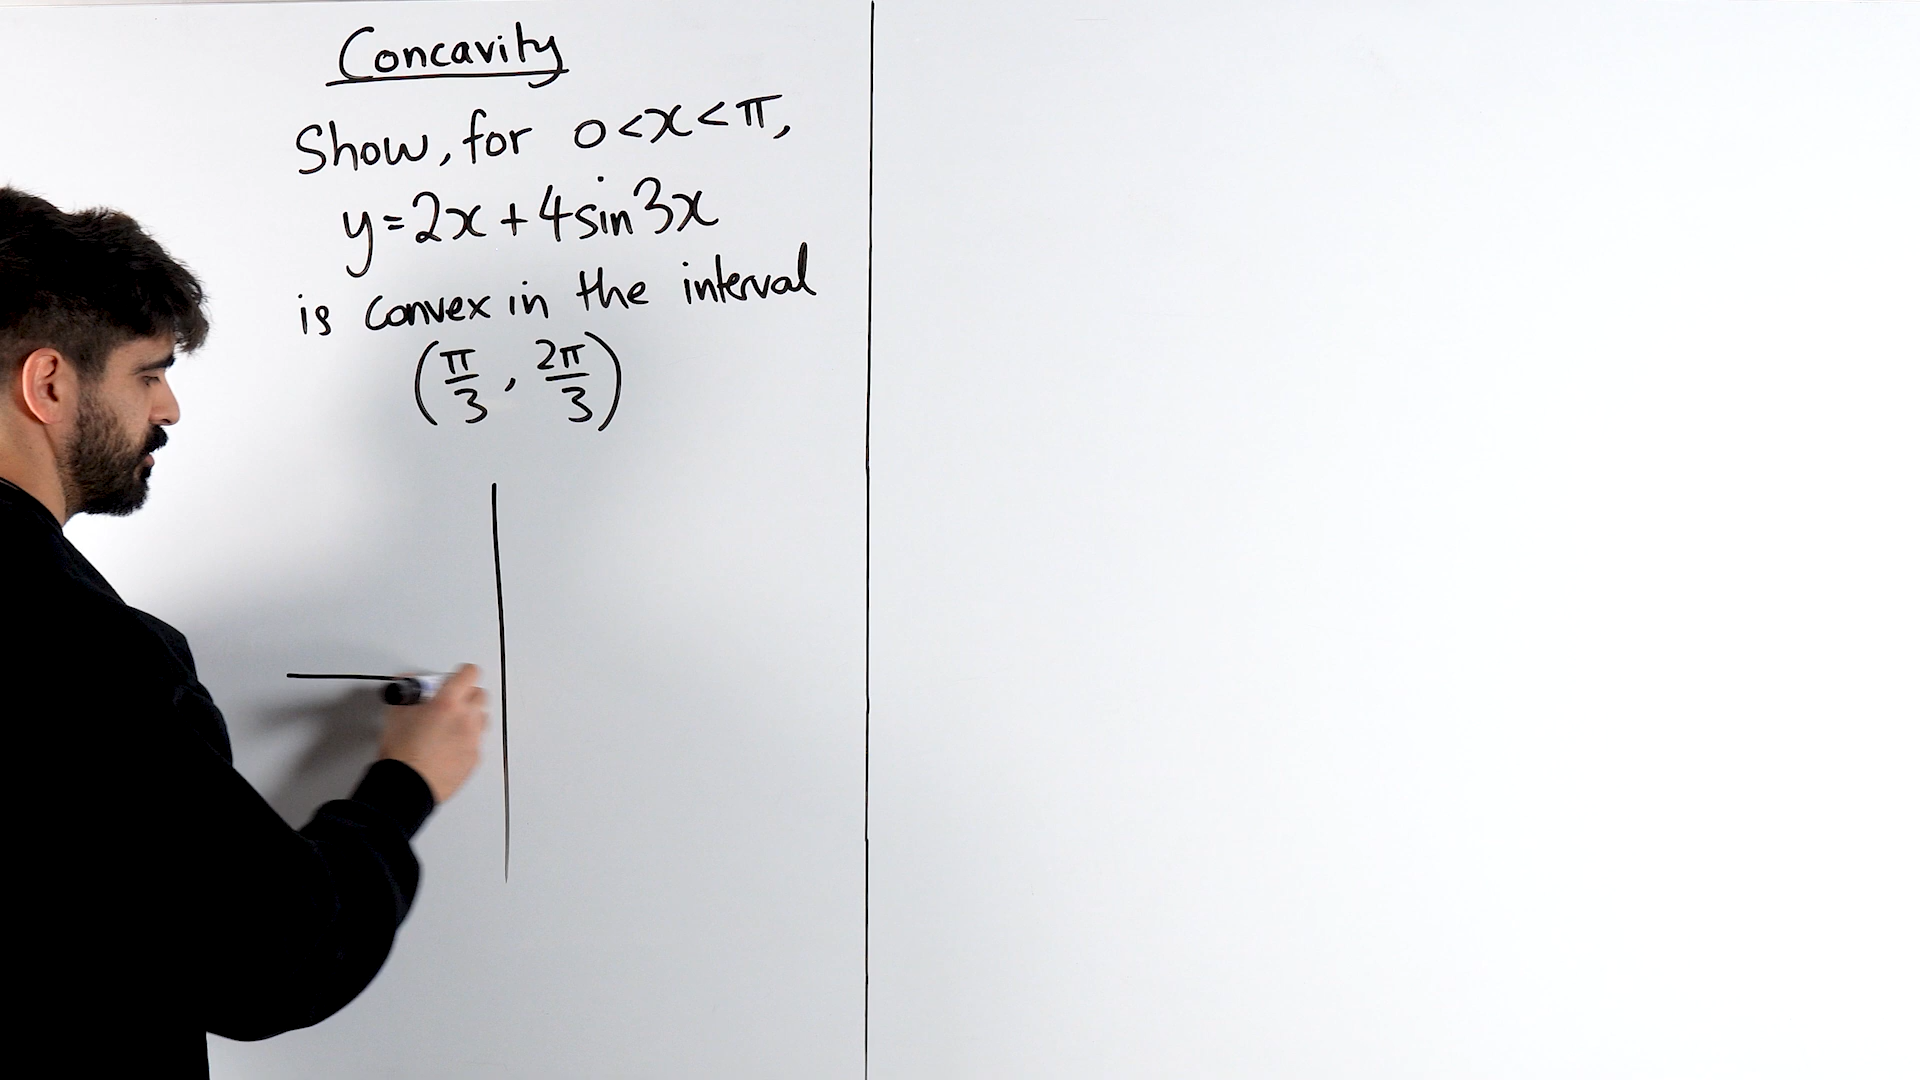 Concavity
Show, for 0<x<π,
y=2x+4sin3x
is convex in the interval
(π/3, 2π/3)